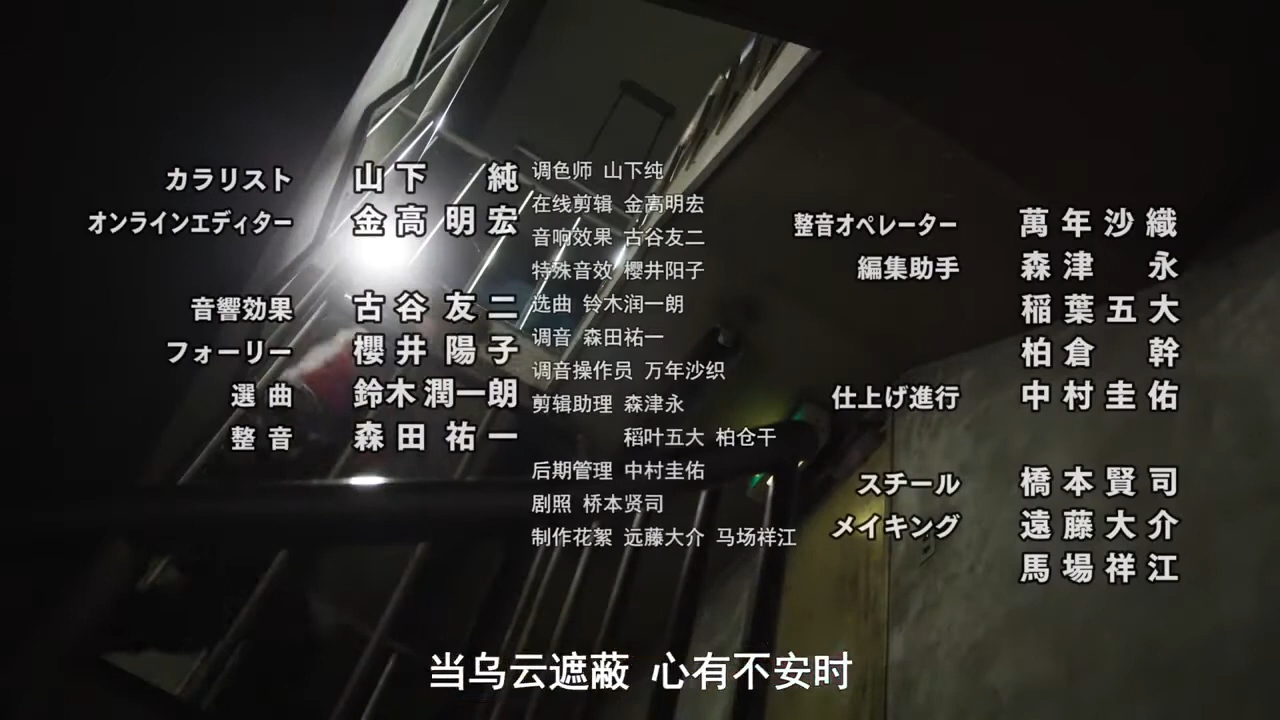 カラリスト 山下 純
オンラインエディター 金高明宏
音響効果 古谷友二
フォーリー 櫻井陽子
選曲 鈴木潤一朗
整音 森田祐一
调色师 山下纯
在线剪辑 金高明宏
音响效果 古谷友二
特殊音效 樱井阳子
选曲 铃木润一朗
调音 森田祐一
调音操作员 万年沙织
剪辑助理 森津永
稻叶五大 柏仓干
后期管理 中村圭佑
剧照 桥本贤司
制作花絮 远藤大介 马场祥江
整音オペレーター 萬年沙織
編集助手 森津 永
稲葉五大
柏倉 幹
仕上げ進行 中村圭佑
スチール 橋本賢司
メイキング 遠藤大介
馬場祥江
当乌云遮蔽 心有不安时